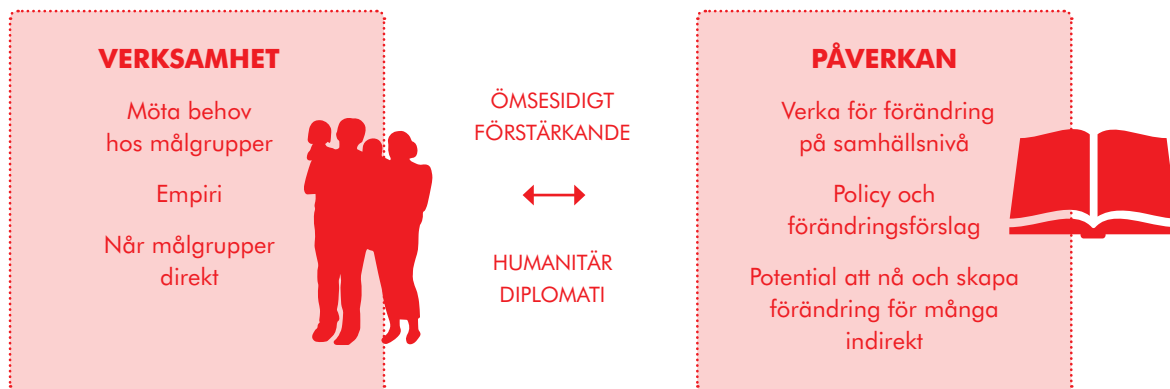 VERKSAMHET
Möta behov
hos målgrupper
Empiri
Når målgrupper
direkt
ÖMSESIDIGT
FÖRSTÄRKANDE
HUMANITÄR
DIPLOMATI
PÅVERKAN
Verka för förändring
på samhällsnivå
Policy och
förändringsförslag
Potential att nå och skapa
förändring för många
indirekt